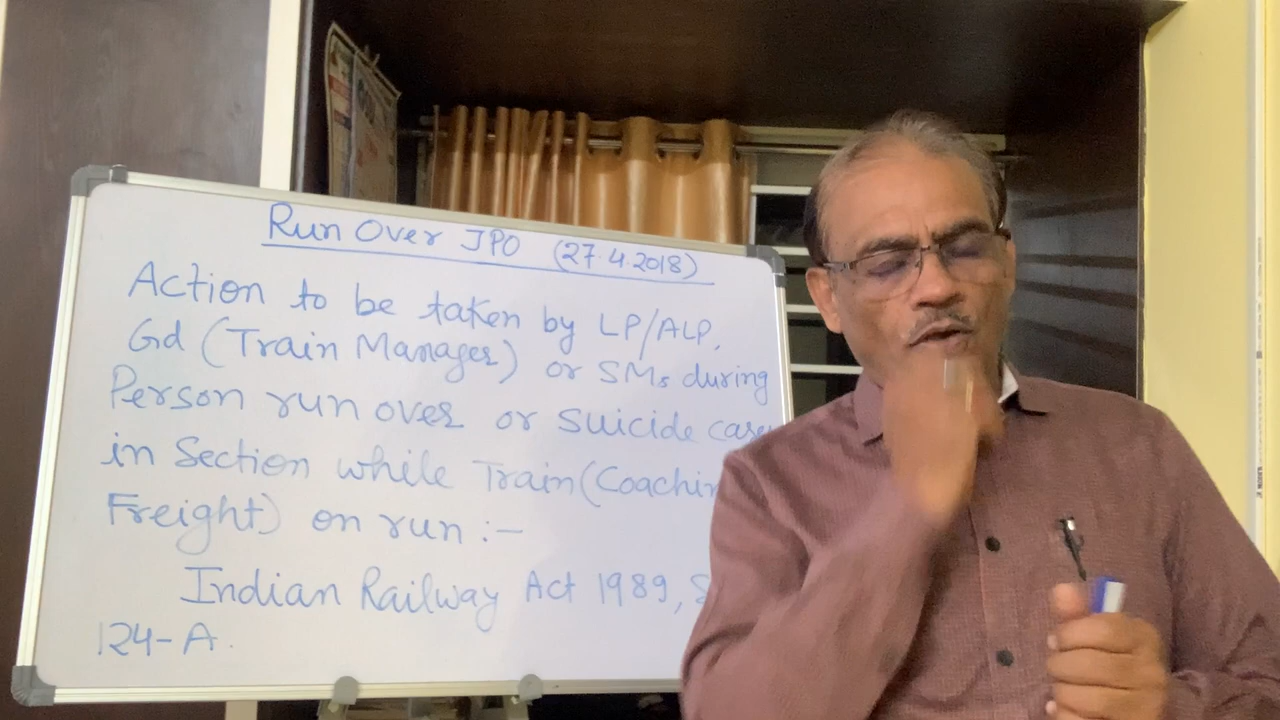 Run Over JPO (27.4.2018)
Action to be taken by LP/ALP,
Gd (Train Manager) or SMs during
Person run over or suicide case
in Section while Train (Coachin
Freight) on run :-
Indian Railway Act 1989, S
124-A.